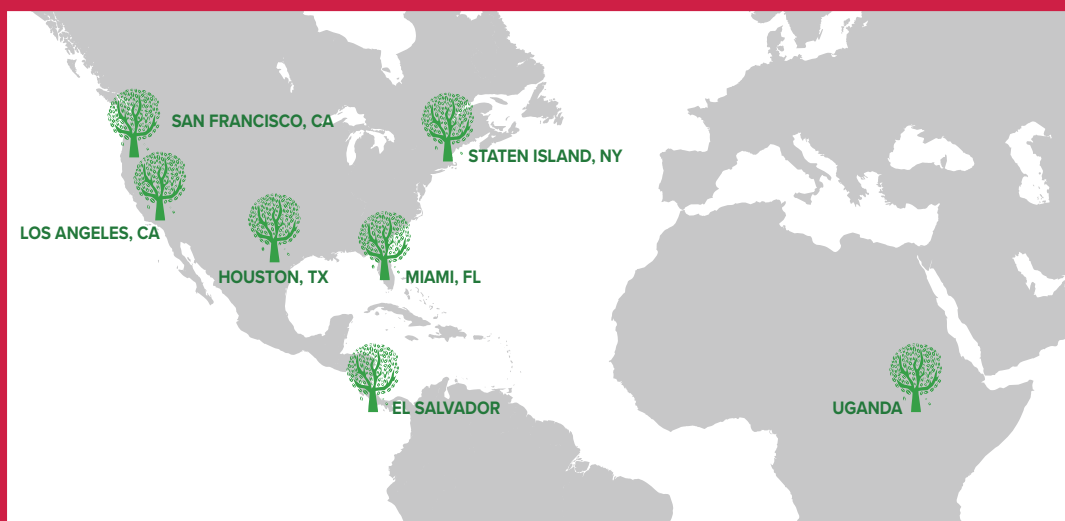 SAN FRANCISCO, CA
STATEN ISLAND, NY
LOS ANGELES, CA
HOUSTON, TX
MIAMI, FL
EL SALVADOR
UGANDA